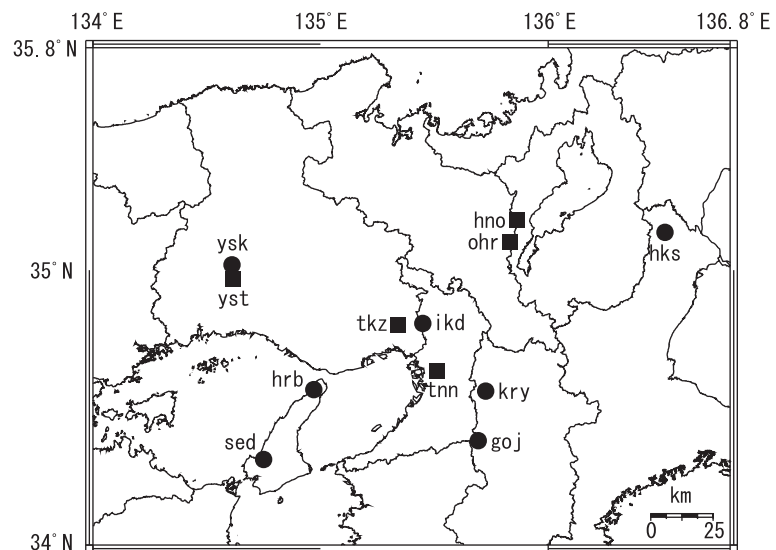 134°E 135°E 136°E 136.8°E
35.8°N
hno
ohr
hks
ysk
35°N
yst
tkz ikd
tnn
hrb
kry
sed
goj
km
0 25
34°N